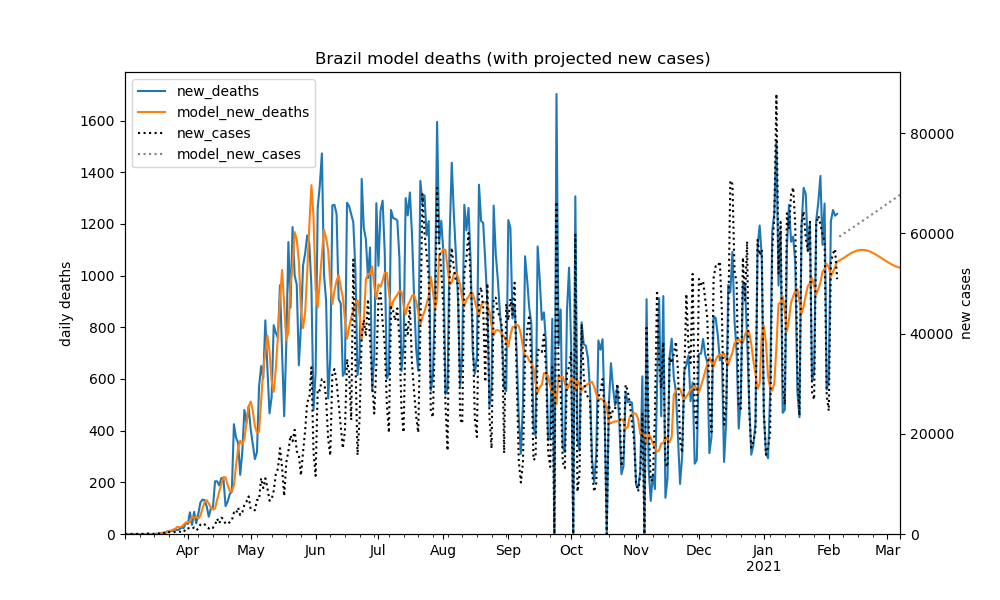 Brazil model deaths (with projected new cases)
new_deaths
model_new_deaths
new_cases
model_new_cases
daily deaths
1600
1400
1200
1000
800
600
400
200
0
80000
60000
40000
20000
0
new cases
Apr May Jun Jul Aug Sep Oct Nov Dec Jan Feb Mar
2021